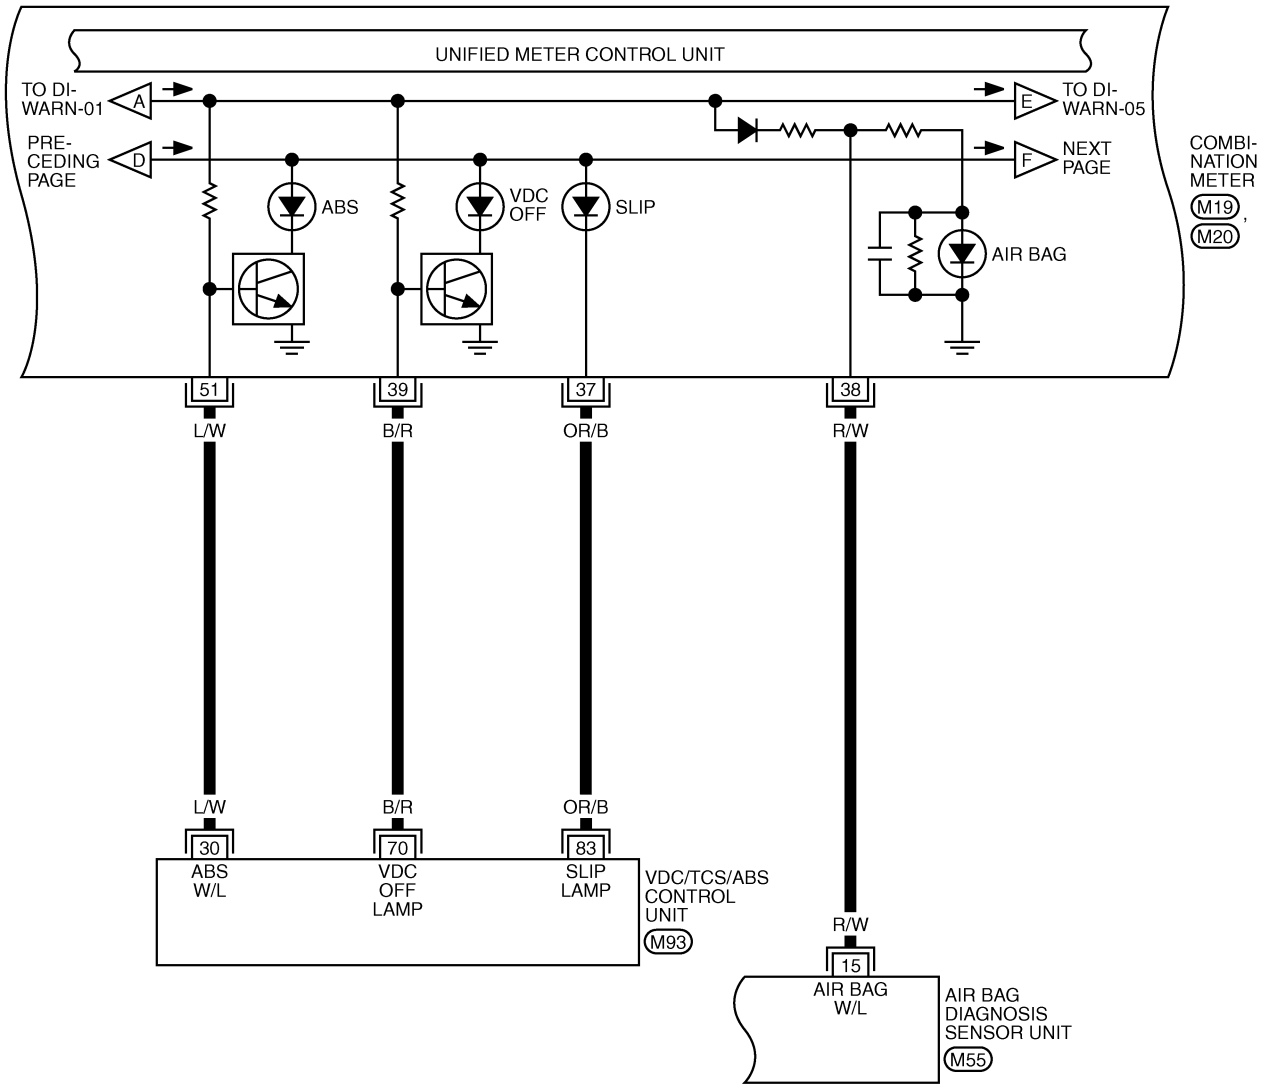 UNIFIED METER CONTROL UNIT
TO DI-
WARN-01
A
E
TO DI-
WARN-05
PRE-
CEDING
PAGE
D
F
NEXT
PAGE
COMBI-
NATION
METER
M19 ,
M20
ABS
VDC
OFF
SLIP
AIR BAG
51
39
37
38
L/W
B/R
OR/B
R/W
L/W
B/R
OR/B
30
70
83
ABS
W/L
VDC
OFF
LAMP
SLIP
LAMP
VDC/TCS/ABS
CONTROL
UNIT
M93
R/W
15
AIR BAG
W/L
AIR BAG
DIAGNOSIS
SENSOR UNIT
M55